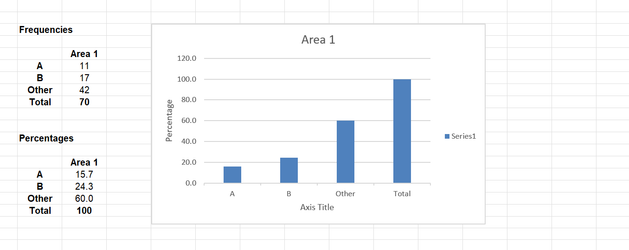 Frequencies
Area 1
A 11
B 17
Other 42
Total 70
Percentages
Area 1
A 15.7
B 24.3
Other 60.0
Total 100
Area 1
120.0
100.0
80.0
60.0
40.0
20.0
0.0
Percentage
A B Other Total
Axis Title
Series1